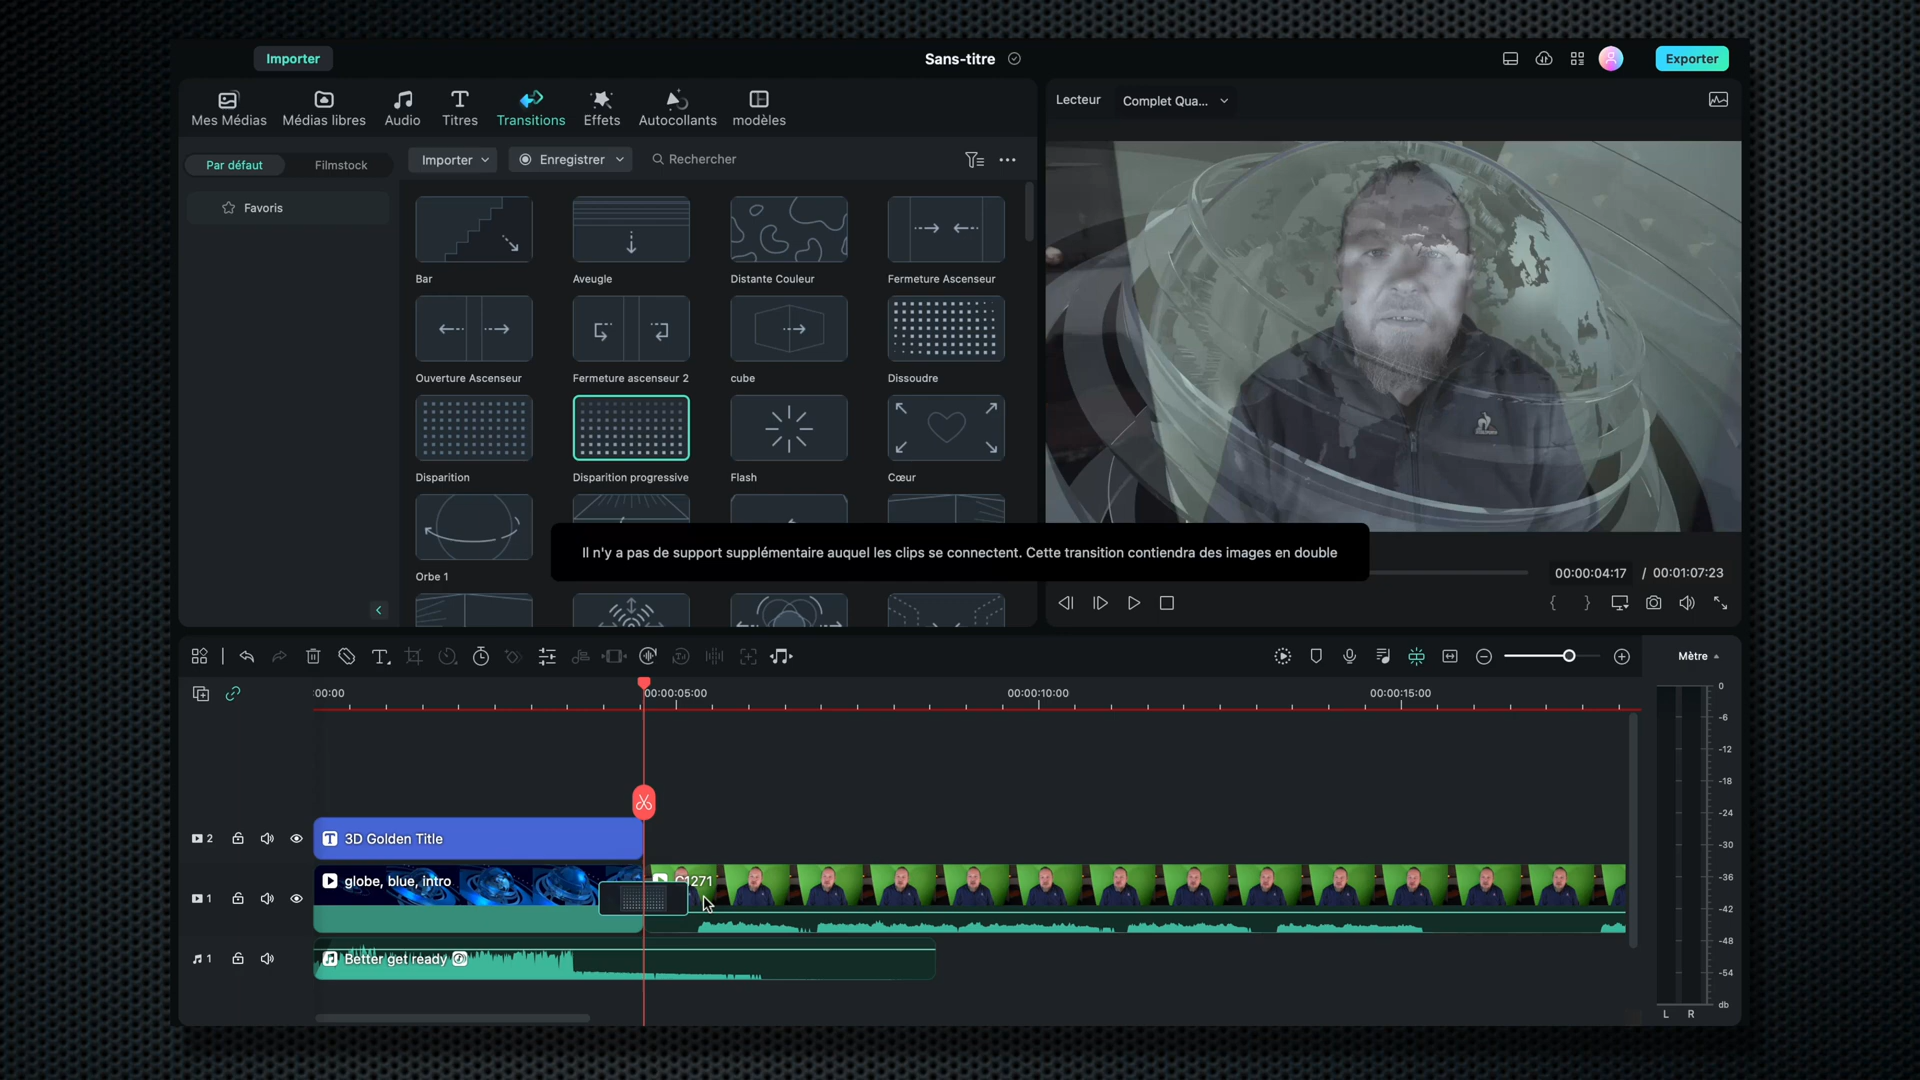 Importer
Sans-titre
Exporter
Mes Médias
Médias libres
Audio
Titres
Transitions
Effets
Autocollants
modèles
Lecteur
Complet Qua...
Par défaut
Filmstock
Importer
Enregistrer
Rechercher
Favoris
Bar
Aveugle
Distante Couleur
Fermeture Ascenseur
Ouverture Ascenseur
Fermeture ascenseur 2
cube
Dissoudre
Disparition
Disparition progressive
Flash
Cœur
Il n'y a pas de support supplémentaire auquel les clips se connectent. Cette transition contiendra des images en double
Orbe 1
00:00:04:17 / 00:01:07:23
Mètre
:00:00
00:00:05:00
00:00:10:00
00:00:15:00
0
-6
-12
-18
-24
-30
-36
-42
-48
-54
db
L R
2
T 3D Golden Title
1
globe, blue, intro
C1271
1
Better get ready